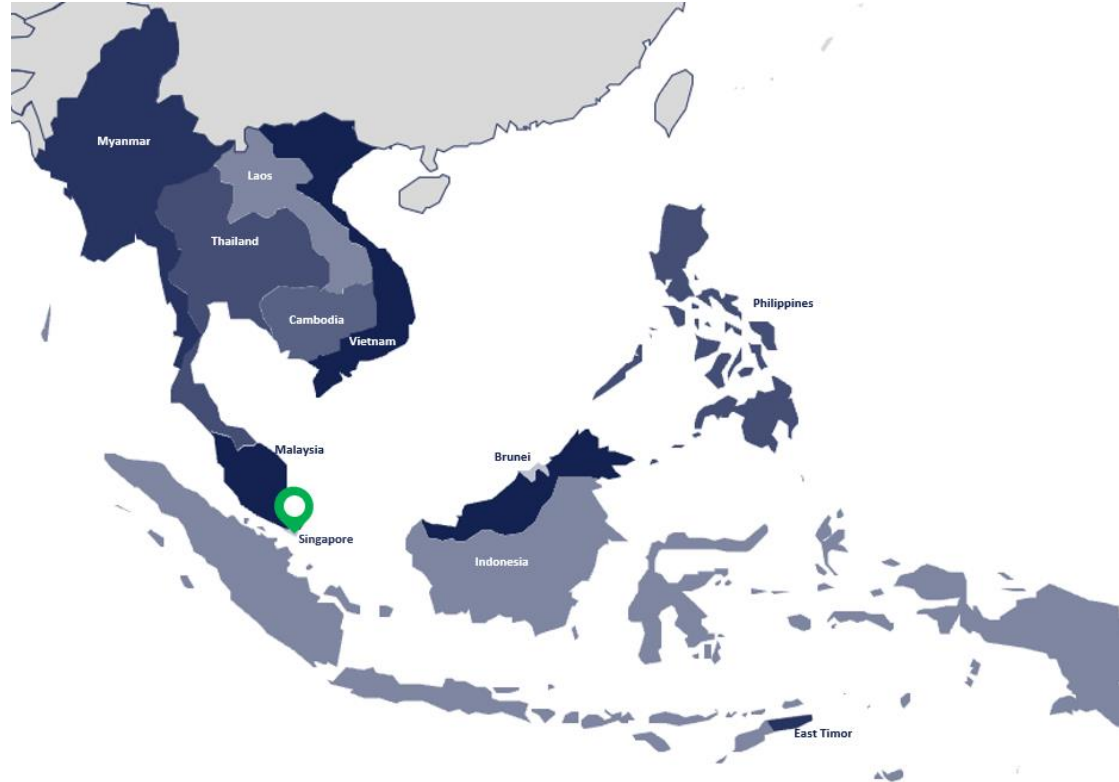 Myanmar
Laos
Thailand
Philippines
Cambodia
Vietnam
Malaysia
Brunei
Singapore
Indonesia
East Timor